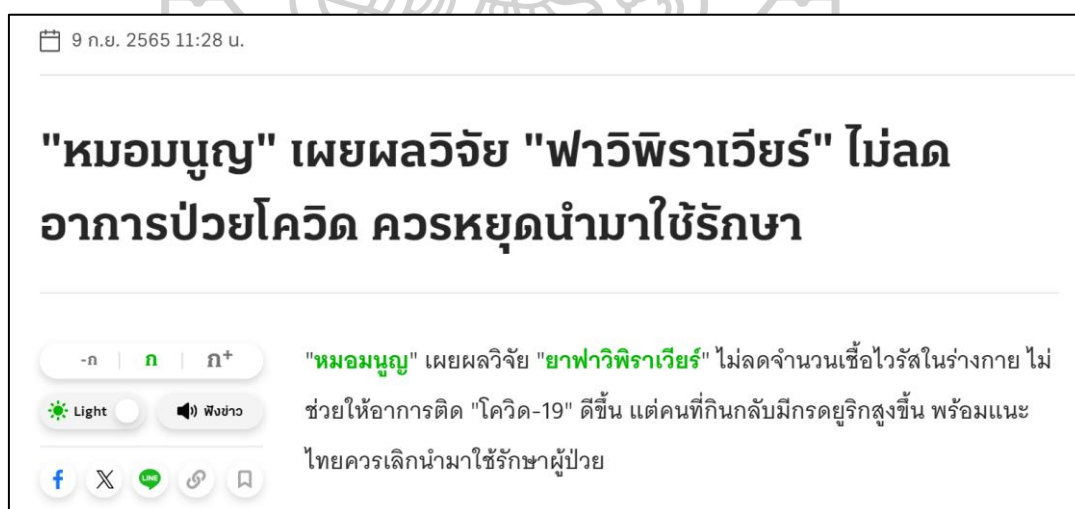 9 ก.ย. 2565 11:28 น.
"หมอมนูญ" เผยผลวิจัย "ฟาวิพิราเวียร์" ไม่ลด
อาการป่วยโควิด ควรหยุดนำมาใช้รักษา
-ก | ก | ก+
"หมอมนูญ" เผยผลวิจัย "ยาฟาวิพิราเวียร์" ไม่ลดจำนวนเชื้อไวรัสในร่างกาย ไม่
Light ฟังข่าว
ช่วยให้อาการติด "โควิด-19" ดีขึ้น แต่คนที่กินกลับมีกรดยูริกสูงขึ้น พร้อมแนะ
ไทยควรเลิกนำมาใช้รักษาผู้ป่วย
LINE